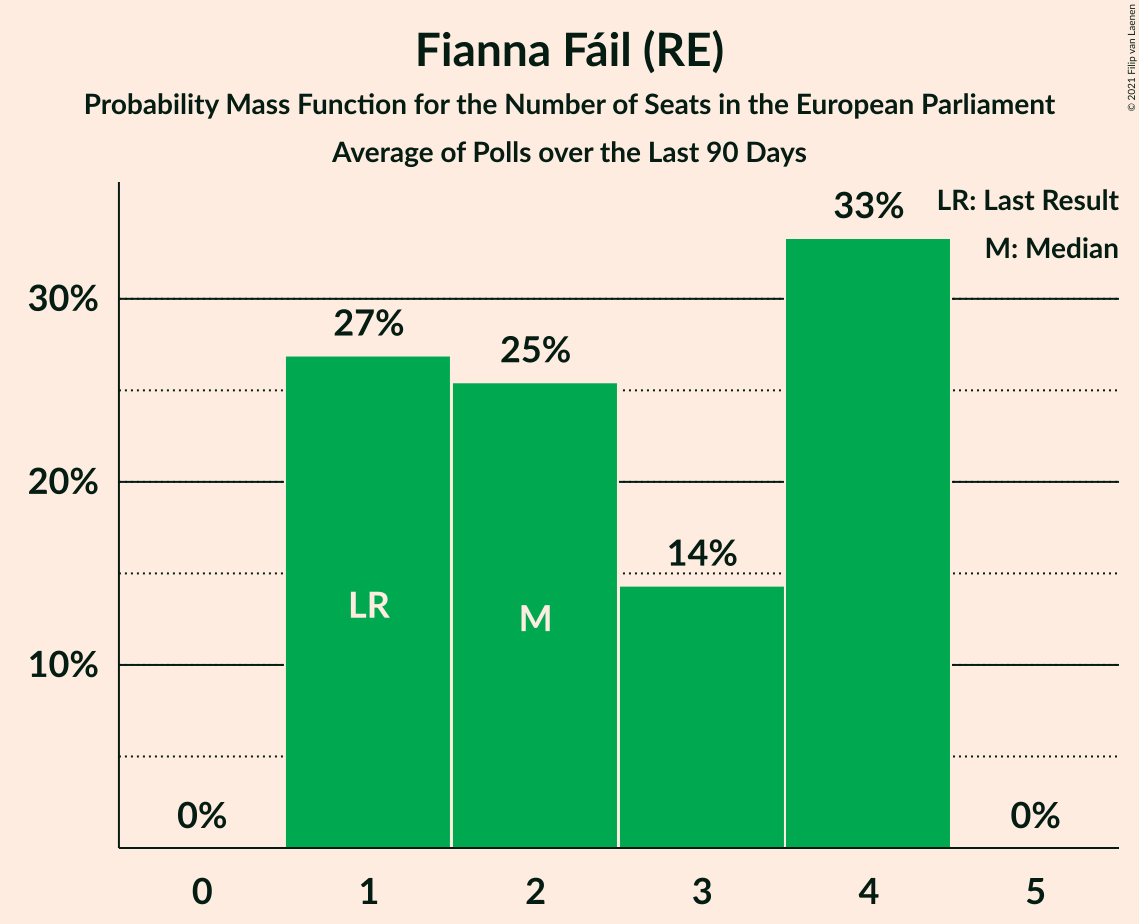 Fianna Fáil (RE)
Probability Mass Function for the Number of Seats in the European Parliament
Average of Polls over the Last 90 Days
© 2021 Filip van Laenen
LR: Last Result
M: Median
33%
30%
27%
25%
20%
14%
LR
M
10%
0%
0%
0 1 2 3 4 5